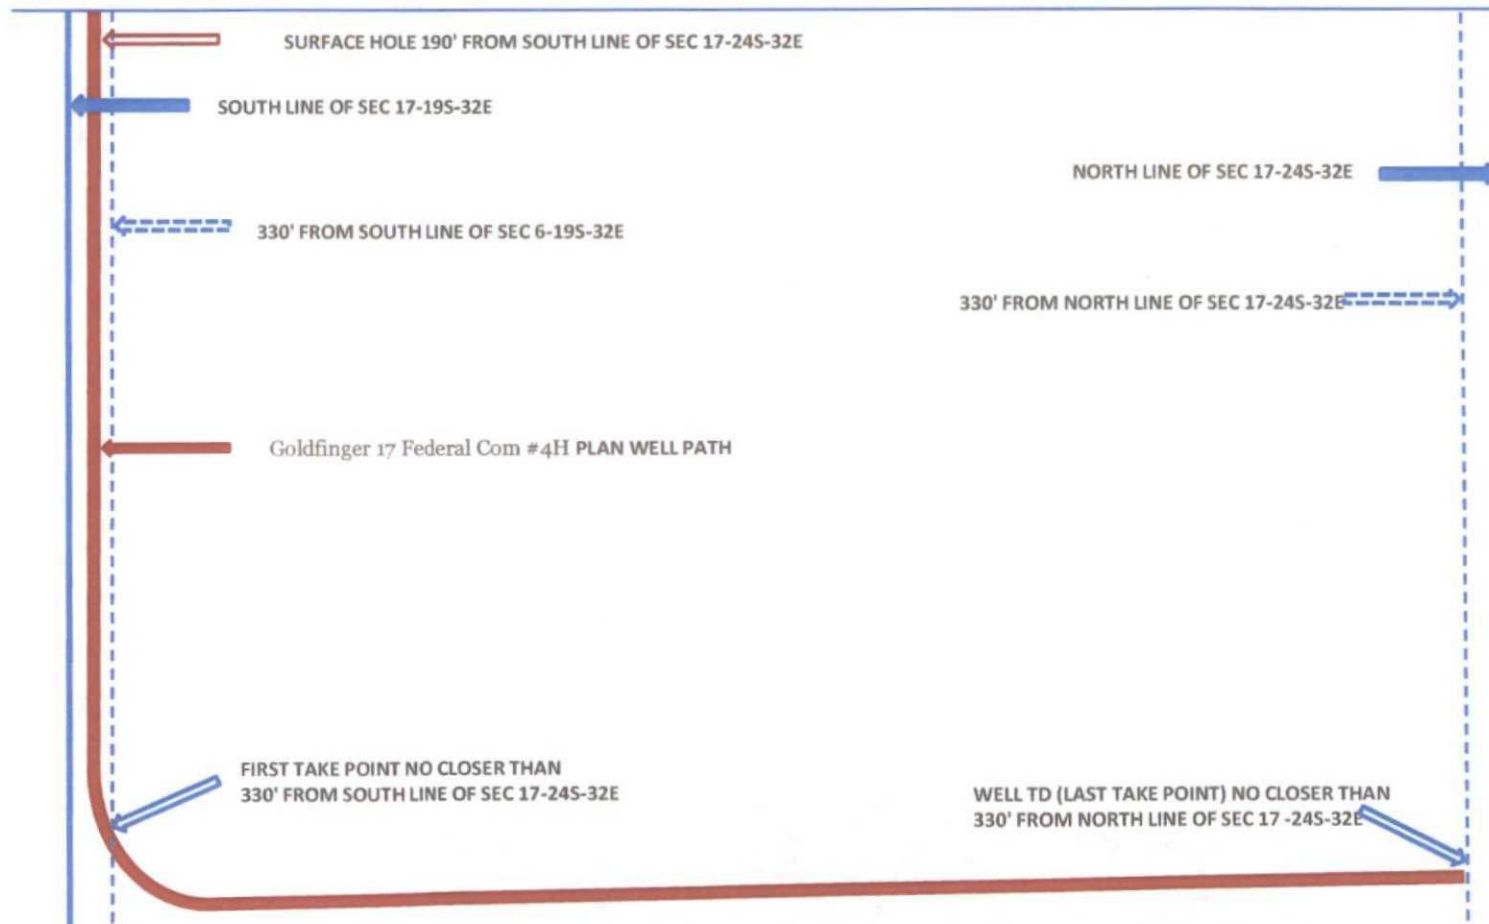 SURFACE HOLE 190' FROM SOUTH LINE OF SEC 17-24S-32E
SOUTH LINE OF SEC 17-19S-32E
NORTH LINE OF SEC 17-24S-32E
330' FROM SOUTH LINE OF SEC 6-19S-32E
330' FROM NORTH LINE OF SEC 17-24S-32E
Goldfinger 17 Federal Com #4H PLAN WELL PATH
FIRST TAKE POINT NO CLOSER THAN
330' FROM SOUTH LINE OF SEC 17-24S-32E
WELL TD (LAST TAKE POINT) NO CLOSER THAN
330' FROM NORTH LINE OF SEC 17 -24S-32E